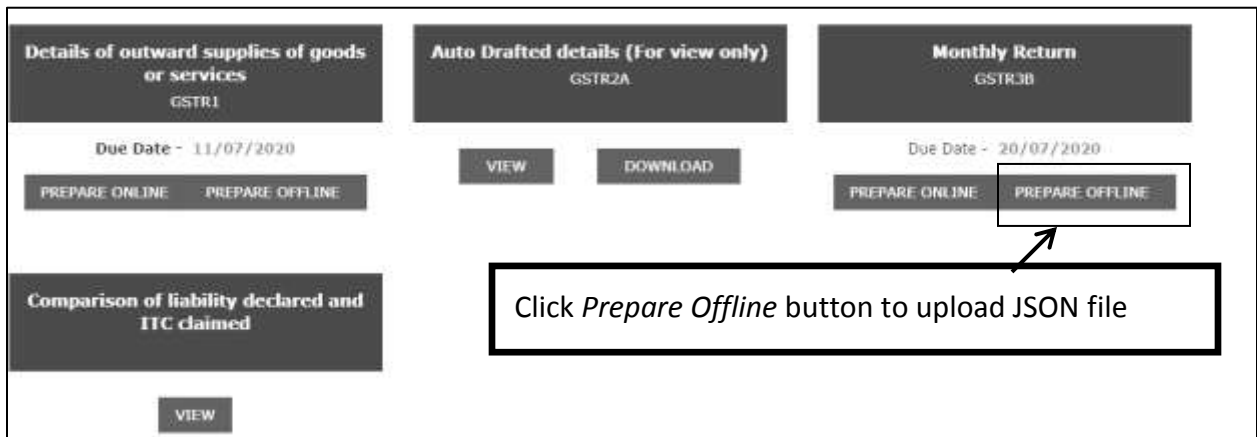 Details of outward supplies of goods
or services
GSTR1
Due Date - 11/07/2020
PREPARE ONLINE PREPARE OFFLINE
Auto Drafted details (For view only)
GSTR2A
VIEW DOWNLOAD
Monthly Return
GSTR3B
Due Date - 20/07/2020
PREPARE ONLINE PREPARE OFFLINE
Comparison of liability declared and
ITC claimed
VIEW
Click Prepare Offline button to upload JSON file